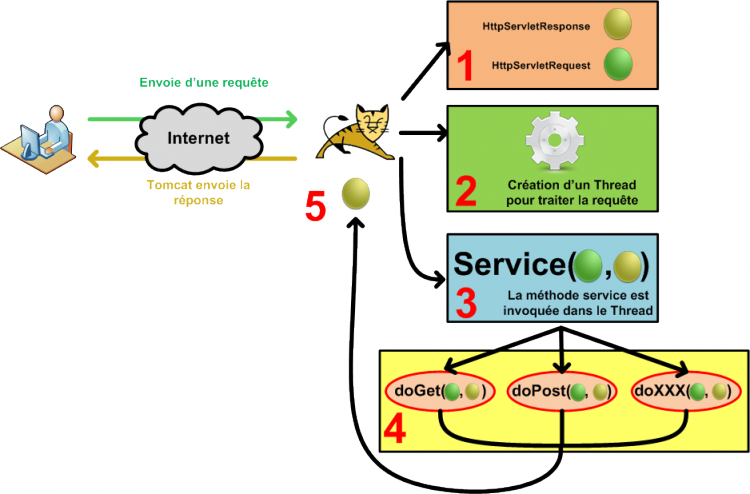 Envoie d'une requête
Internet
Tomcat envoie la
réponse
5
HttpServletResponse
1
HttpServletRequest
2
Création d'un Thread
pour traiter la requête
Service( , )
3
La méthode service est
invoquée dans le Thread
4
doGet( , )
doPost( , )
doXXX( , )